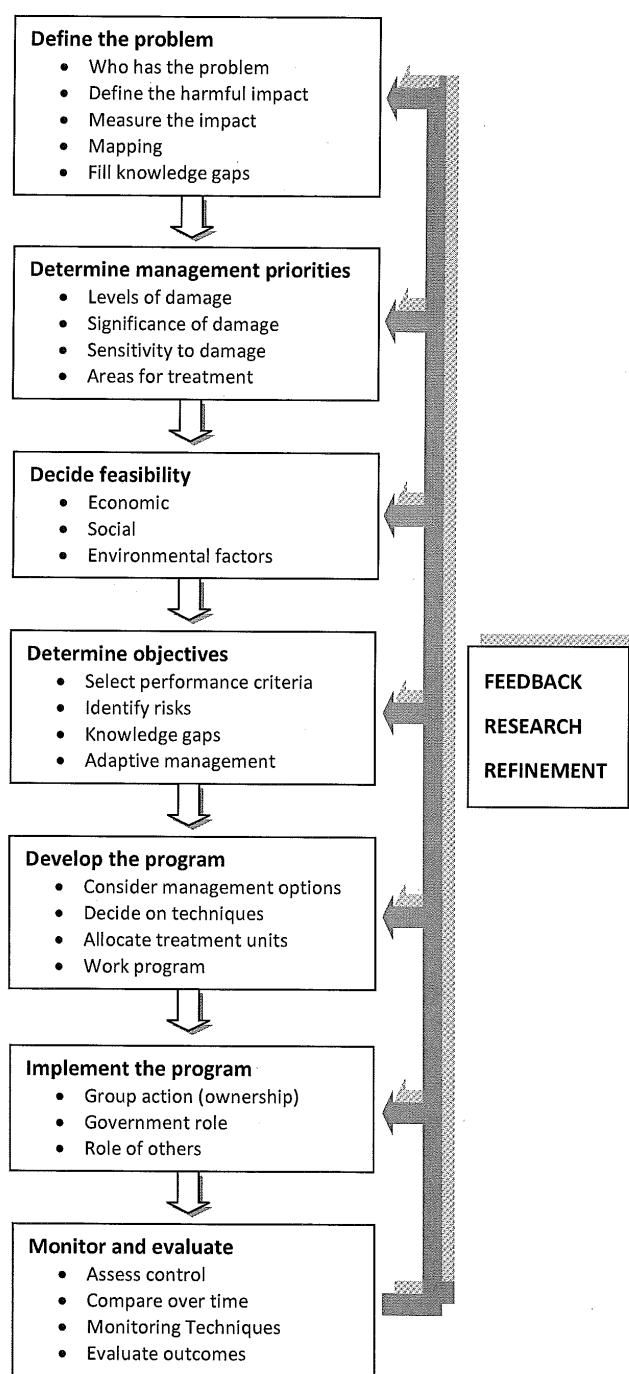 Define the problem
• Who has the problem
• Define the harmful impact
• Measure the impact
• Mapping
• Fill knowledge gaps
Determine management priorities
• Levels of damage
• Significance of damage
• Sensitivity to damage
• Areas for treatment
Decide feasibility
• Economic
• Social
• Environmental factors
Determine objectives
• Select performance criteria
• Identify risks
• Knowledge gaps
• Adaptive management
Develop the program
• Consider management options
• Decide on techniques
• Allocate treatment units
• Work program
Implement the program
• Group action (ownership)
• Government role
• Role of others
Monitor and evaluate
• Assess control
• Compare over time
• Monitoring Techniques
• Evaluate outcomes
FEEDBACK
RESEARCH
REFINEMENT